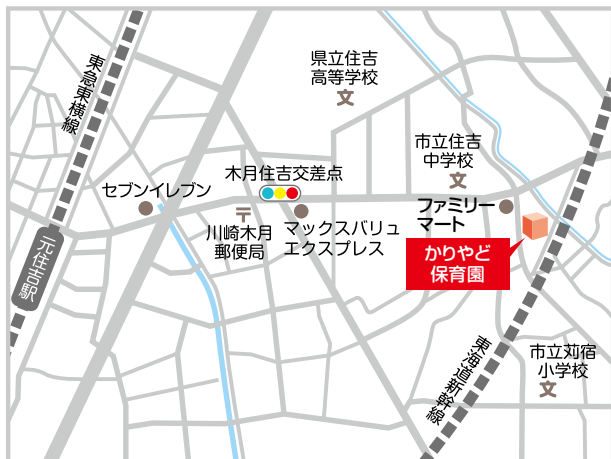 東急東横線
県立住吉
高等学校
市立住吉
中学校
木月住吉交差点
セブンイレブン
川崎木月
郵便局
マックスバリュ
エクスプレス
ファミリー
マート
かりやど
保育園
元住吉駅
東海道新幹線
市立苅宿
小学校